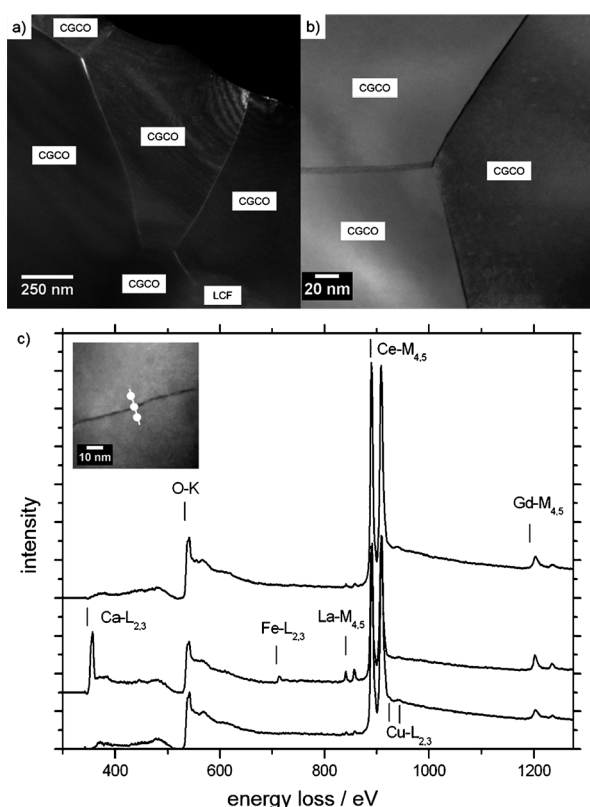 a)
CGCO
CGCO
CGCO
CGCO
CGCO
LCF
250 nm
b)
CGCO
CGCO
CGCO
20 nm
c)
10 nm
Ce-M4,5
O-K
Gd-M4,5
Ca-L2,3
Fe-L2,3
La-M4,5
Cu-L2,3
intensity
400 600 800 1000 1200
energy loss / eV